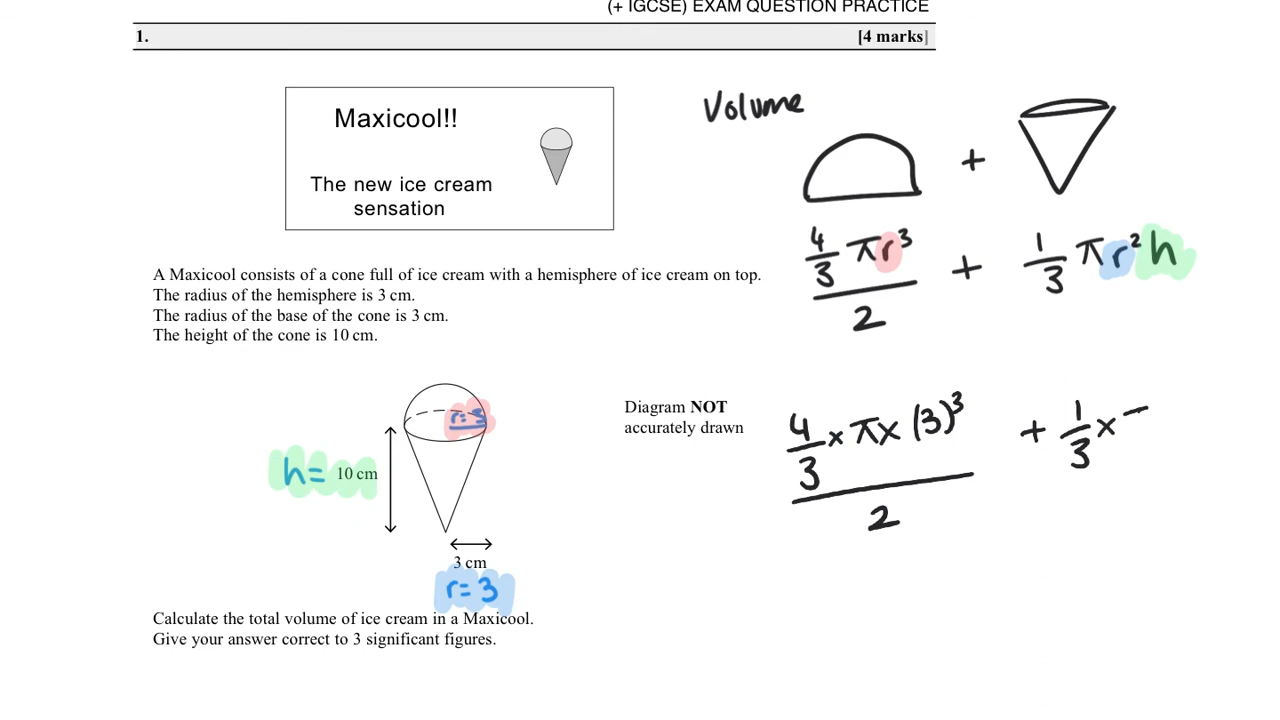 (+ IGCSE) EXAM QUESTION PRACTICE
1. [4 marks]
Maxicool!!
The new ice cream
sensation
Volume
+
4/3 πr³ / 2 + 1/3 πr²h
A Maxicool consists of a cone full of ice cream with a hemisphere of ice cream on top.
The radius of the hemisphere is 3 cm.
The radius of the base of the cone is 3 cm.
The height of the cone is 10 cm.
r=3
h= 10 cm
3 cm
r=3
Diagram NOT
accurately drawn
4/3 × π × (3)³ / 2 + 1/3 ×
Calculate the total volume of ice cream in a Maxicool.
Give your answer correct to 3 significant figures.